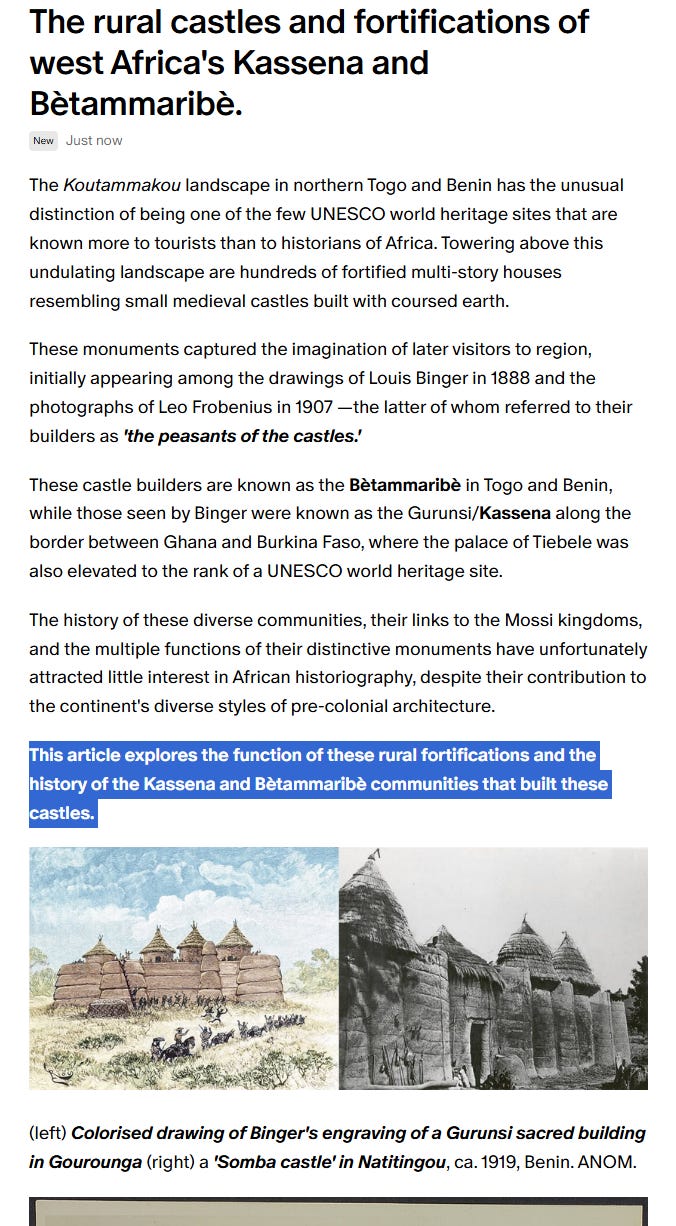 The rural castles and fortifications of
west Africa's Kassena and
Bètammaribè.
New Just now
The Koutammakou landscape in northern Togo and Benin has the unusual
distinction of being one of the few UNESCO world heritage sites that are
known more to tourists than to historians of Africa. Towering above this
undulating landscape are hundreds of fortified multi-story houses
resembling small medieval castles built with coursed earth.
These monuments captured the imagination of later visitors to region,
initially appearing among the drawings of Louis Binger in 1888 and the
photographs of Leo Frobenius in 1907 —the latter of whom referred to their
builders as 'the peasants of the castles.'
These castle builders are known as the Bètammaribè in Togo and Benin,
while those seen by Binger were known as the Gurunsi/Kassena along the
border between Ghana and Burkina Faso, where the palace of Tiebele was
also elevated to the rank of a UNESCO world heritage site.
The history of these diverse communities, their links to the Mossi kingdoms,
and the multiple functions of their distinctive monuments have unfortunately
attracted little interest in African historiography, despite their contribution to
the continent's diverse styles of pre-colonial architecture.
This article explores the function of these rural fortifications and the
history of the Kassena and Bètammaribè communities that built these
castles.
(left) Colorised drawing of Binger's engraving of a Gurunsi sacred building
in Gourounga (right) a 'Somba castle' in Natitingou, ca. 1919, Benin. ANOM.